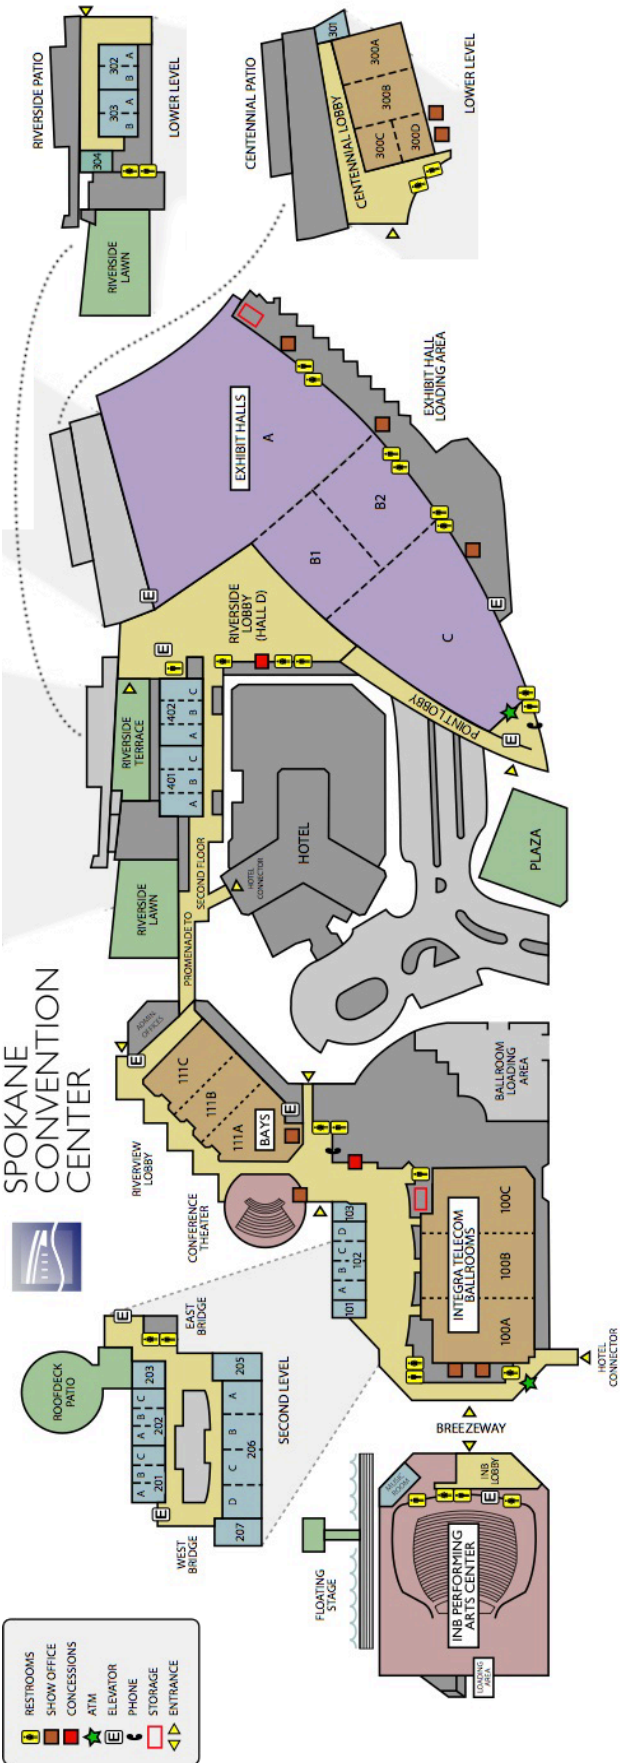 SPOKANE
CONVENTION
CENTER
RESTROOMS
SHOW OFFICE
CONCESSIONS
ATM
E ELEVATOR
PHONE
STORAGE
ENTRANCE
ROOFDECK
PATIO
E
EAST
BRIDGE
203
C
B
202
A
C
B
201
A
E
205
A
B
206
C
D
207
WEST
BRIDGE
SECOND LEVEL
FLOATING
STAGE
MUSIC
ROOM
INB
LOBBY
E
INB PERFORMING
ARTS CENTER
LOADING
AREA
BREEZEWAY
HOTEL
CONNECTOR
INTEGRA TELECOM
BALLROOMS
100A
100B
100C
101
A
B
102
C
D
103
CONFERENCE
THEATER
RIVERVIEW
LOBBY
BAYS
111A
111B
111C
E
E
ADMIN
OFFICES
BALLROOM
LOADING
AREA
PROMENADE TO
SECOND FLOOR
HOTEL
CONNECTOR
HOTEL
RIVERSIDE
LAWN
RIVERSIDE
TERRACE
401
A
B
C
402
A
B
C
E
RIVERSIDE
LOBBY
(HALL D)
POINT LOBBY
E
PLAZA
EXHIBIT HALLS
A
B1
B2
C
E
E
EXHIBIT HALL
LOADING AREA
RIVERSIDE PATIO
302
A
B
303
A
B
304
LOWER LEVEL
RIVERSIDE
LAWN
CENTENNIAL PATIO
CENTENNIAL LOBBY
301
300A
300B
300C
300D
LOWER LEVEL